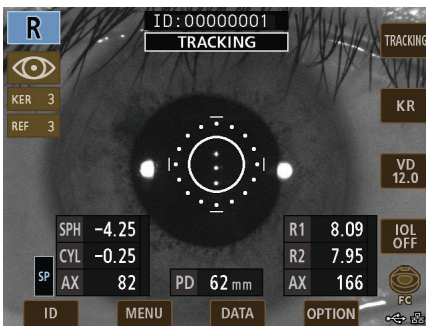 R
ID:00000001
TRACKING
TRACKING
KER 3
REF 3
KR
VD
12.0
SPH -4.25
CYL -0.25
AX 82
SP
PD 62 mm
R1 8.09
R2 7.95
AX 166
IOL
OFF
FC
ID
MENU
DATA
OPTION